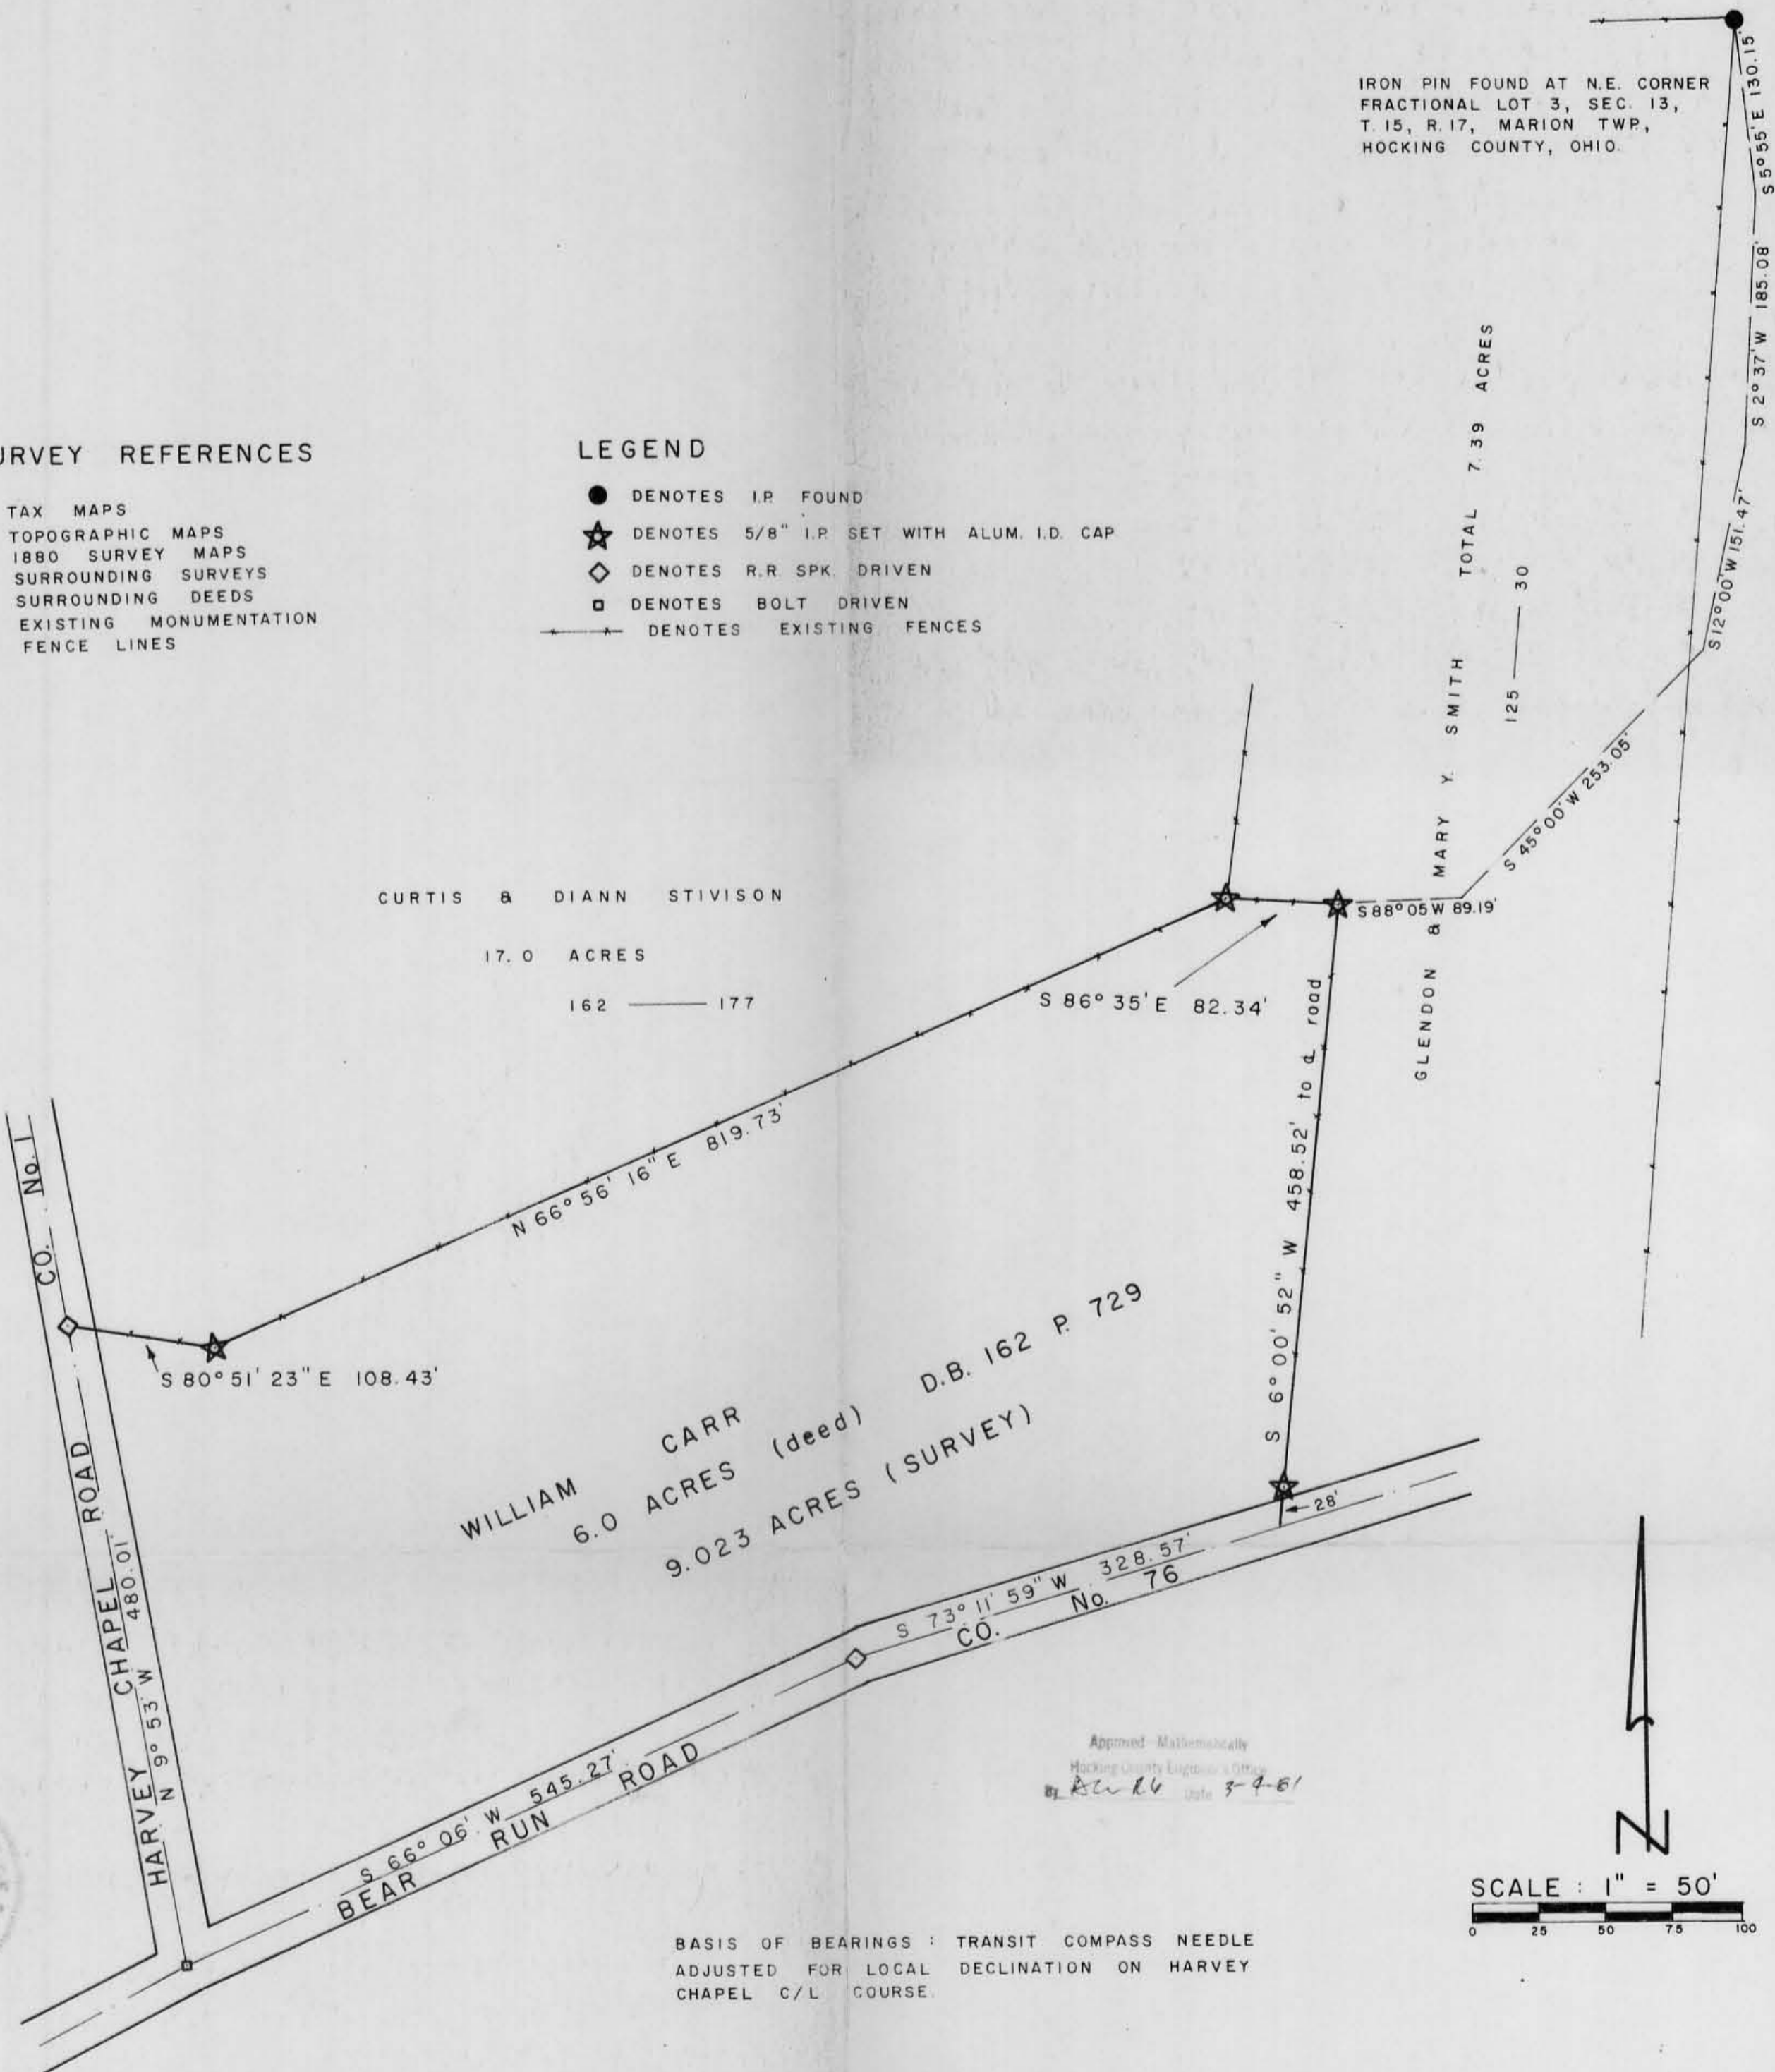 IRON PIN FOUND AT N.E. CORNER
FRACTIONAL LOT 3, SEC. 13,
T. 15, R. 17, MARION TWP.,
HOCKING COUNTY, OHIO.
S 5° 55' E 130.15'
S 2° 37' W 185.08'
S 12° 00' W 151.47'
S 45° 00' W 253.05'
S 88° 05' W 89.19'
URVEY REFERENCES
TAX MAPS
TOPOGRAPHIC MAPS
1880 SURVEY MAPS
SURROUNDING SURVEYS
SURROUNDING DEEDS
EXISTING MONUMENTATION
FENCE LINES
LEGEND
DENOTES I.P. FOUND
DENOTES 5/8" I.P. SET WITH ALUM. I.D. CAP
DENOTES R.R. SPK. DRIVEN
DENOTES BOLT DRIVEN
DENOTES EXISTING FENCES
GLENDON & MARY Y. SMITH TOTAL 7.39 ACRES
125 30
CURTIS & DIANN STIVISON
17.0 ACRES
162 177
S 86° 35' E 82.34'
N 66° 56' 16" E 819.73'
S 6° 00' 52" W 458.52' to ℄ road
CO. No. 1
S 80° 51' 23" E 108.43'
HARVEY CHAPEL ROAD
N 9° 53' W 480.01'
WILLIAM CARR
6.0 ACRES (deed) D.B. 162 P. 729
9.023 ACRES (SURVEY)
28'
S 73° 11' 59" W 328.57'
CO. No. 76
S 66° 06' W 545.27'
BEAR RUN ROAD
Approved Mathematically
Hocking County Engineer's Office
By Date 3-9-81
N
SCALE : 1" = 50'
0 25 50 75 100
BASIS OF BEARINGS : TRANSIT COMPASS NEEDLE
ADJUSTED FOR LOCAL DECLINATION ON HARVEY
CHAPEL C/L COURSE.